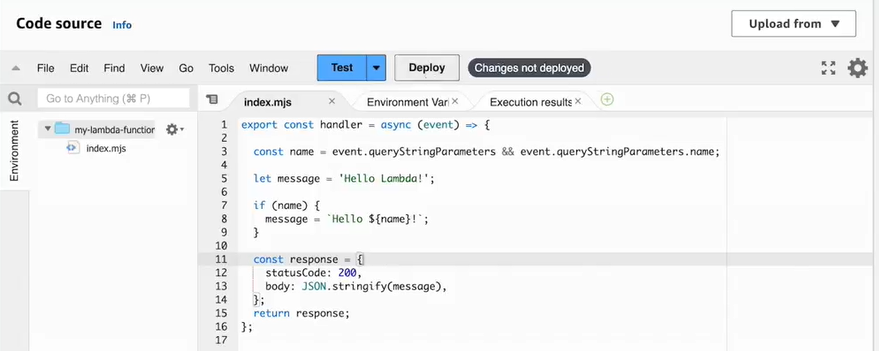 Code source Info
Upload from
File Edit Find View Go Tools Window Test Deploy Changes not deployed
Go to Anything (⌘ P)
index.mjs Environment Vari Execution results
Environment
my-lambda-function
index.mjs
1 export const handler = async (event) => {
2
3 const name = event.queryStringParameters && event.queryStringParameters.name;
4
5 let message = 'Hello Lambda!';
6
7 if (name) {
8 message = `Hello ${name}!`;
9 }
10
11 const response = {
12 statusCode: 200,
13 body: JSON.stringify(message),
14 };
15 return response;
16 };
17